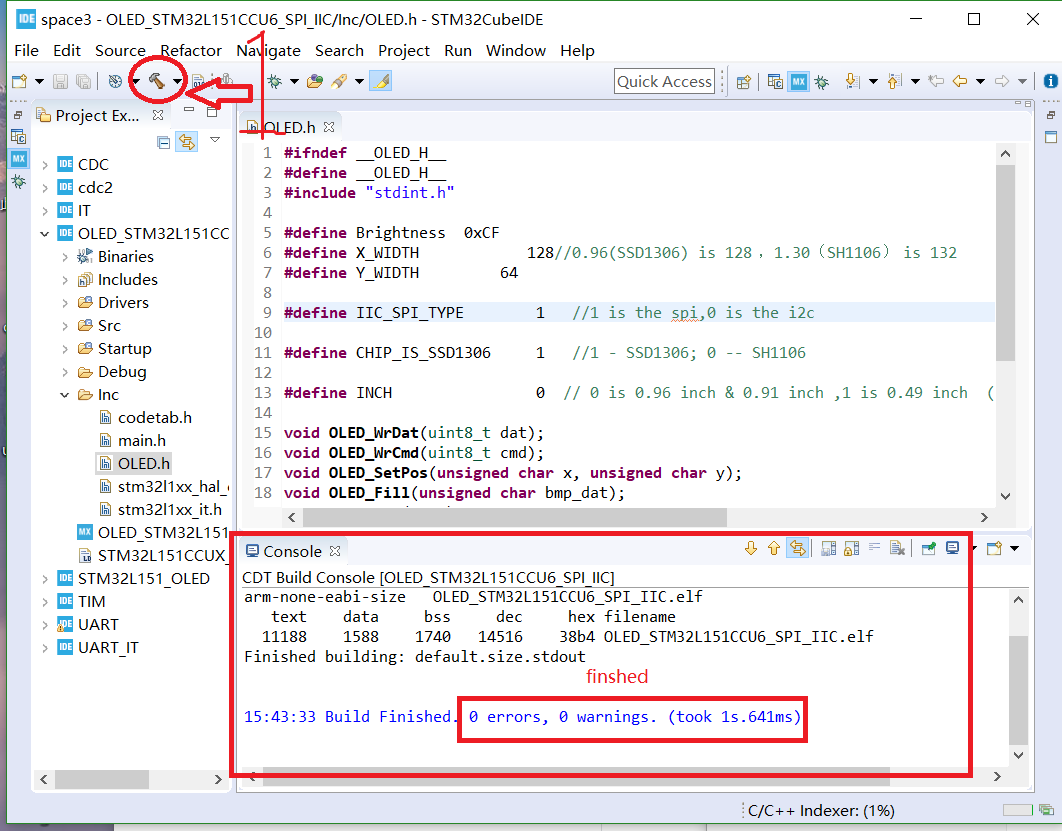 space3 - OLED_STM32L151CCU6_SPI_IIC/Inc/OLED.h - STM32CubeIDE
File Edit Source Refactor Navigate Search Project Run Window Help
1
Quick Access
Project Ex...
CDC
cdc2
IT
OLED_STM32L151CC
Binaries
Includes
Drivers
Src
Startup
Debug
Inc
codetab.h
main.h
OLED.h
stm32l1xx_hal_
stm32l1xx_it.h
OLED_STM32L151
STM32L151CCUX_
STM32L151_OLED
TIM
UART
UART_IT
OLED.h
1 #ifndef __OLED_H__
2 #define __OLED_H__
3 #include "stdint.h"
4
5 #define Brightness 0xCF
6 #define X_WIDTH 128//0.96(SSD1306) is 128，1.30（SH1106） is 132
7 #define Y_WIDTH 64
8
9 #define IIC_SPI_TYPE 1 //1 is the spi,0 is the i2c
10
11 #define CHIP_IS_SSD1306 1 //1 - SSD1306; 0 -- SH1106
12
13 #define INCH 0 // 0 is 0.96 inch & 0.91 inch ,1 is 0.49 inch (
14
15 void OLED_WrDat(uint8_t dat);
16 void OLED_WrCmd(uint8_t cmd);
17 void OLED_SetPos(unsigned char x, unsigned char y);
18 void OLED_Fill(unsigned char bmp_dat);
Console
CDT Build Console [OLED_STM32L151CCU6_SPI_IIC]
arm-none-eabi-size OLED_STM32L151CCU6_SPI_IIC.elf
text data bss dec hex filename
11188 1588 1740 14516 38b4 OLED_STM32L151CCU6_SPI_IIC.elf
Finished building: default.size.stdout
finshed
15:43:33 Build Finished. 0 errors, 0 warnings. (took 1s.641ms)
C/C++ Indexer: (1%)